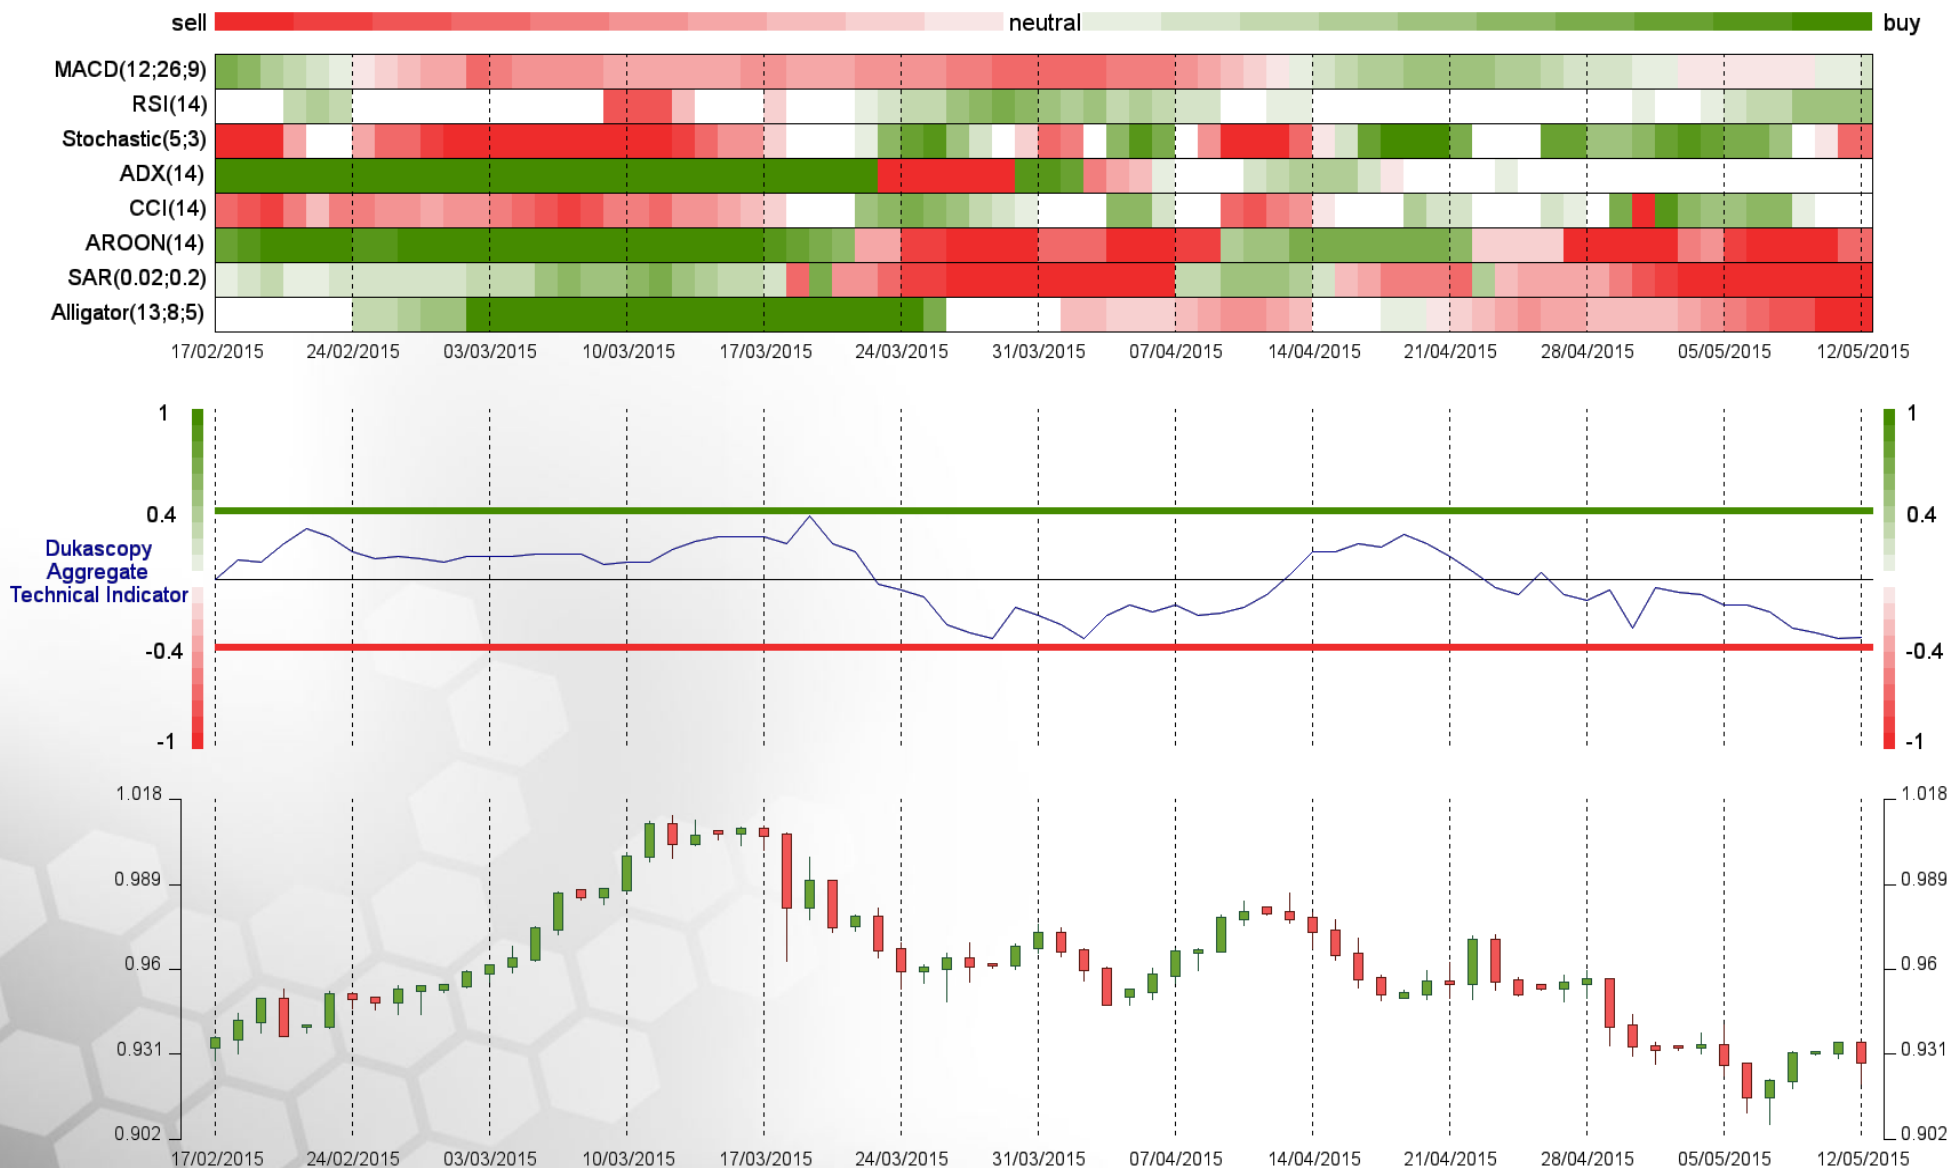 sell neutral buy
MACD(12;26;9)
RSI(14)
Stochastic(5;3)
ADX(14)
CCI(14)
AROON(14)
SAR(0.02;0.2)
Alligator(13;8;5)
17/02/2015 24/02/2015 03/03/2015 10/03/2015 17/03/2015 24/03/2015 31/03/2015 07/04/2015 14/04/2015 21/04/2015 28/04/2015 05/05/2015 12/05/2015
1 1
0.4 0.4
Dukascopy
Aggregate
Technical Indicator
-0.4 -0.4
-1 -1
1.018 1.018
0.989 0.989
0.96 0.96
0.931 0.931
0.902 0.902
17/02/2015 24/02/2015 03/03/2015 10/03/2015 17/03/2015 24/03/2015 31/03/2015 07/04/2015 14/04/2015 21/04/2015 28/04/2015 05/05/2015 12/05/2015